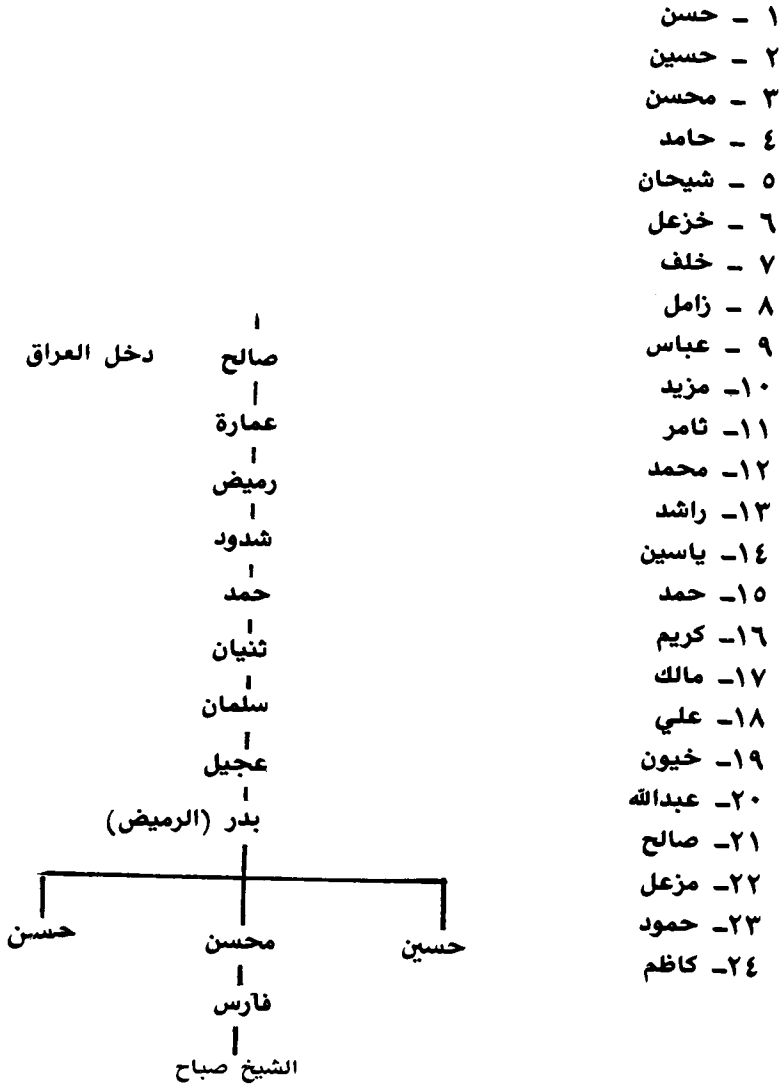 ١ - حسن
٢ - حسين
٣ - محسن
٤ - حامد
٥ - شيحان
٦ - خزعل
٧ - خلف
٨ - زامل
٩ - عباس
١٠- مزيد
١١- ثامر
١٢- محمد
١٣- راشد
١٤- ياسين
١٥- حمد
١٦- كريم
١٧- مالك
١٨- علي
١٩- خيون
٢٠- عبدالله
٢١- صالح
٢٢- مزعل
٢٣- حمود
٢٤- كاظم
صالح دخل العراق
عمارة
رميض
شدود
حمد
ثنيان
سلمان
عجيل
بدر (الرميض)
حسين محسن حسن
فارس
الشيخ صباح